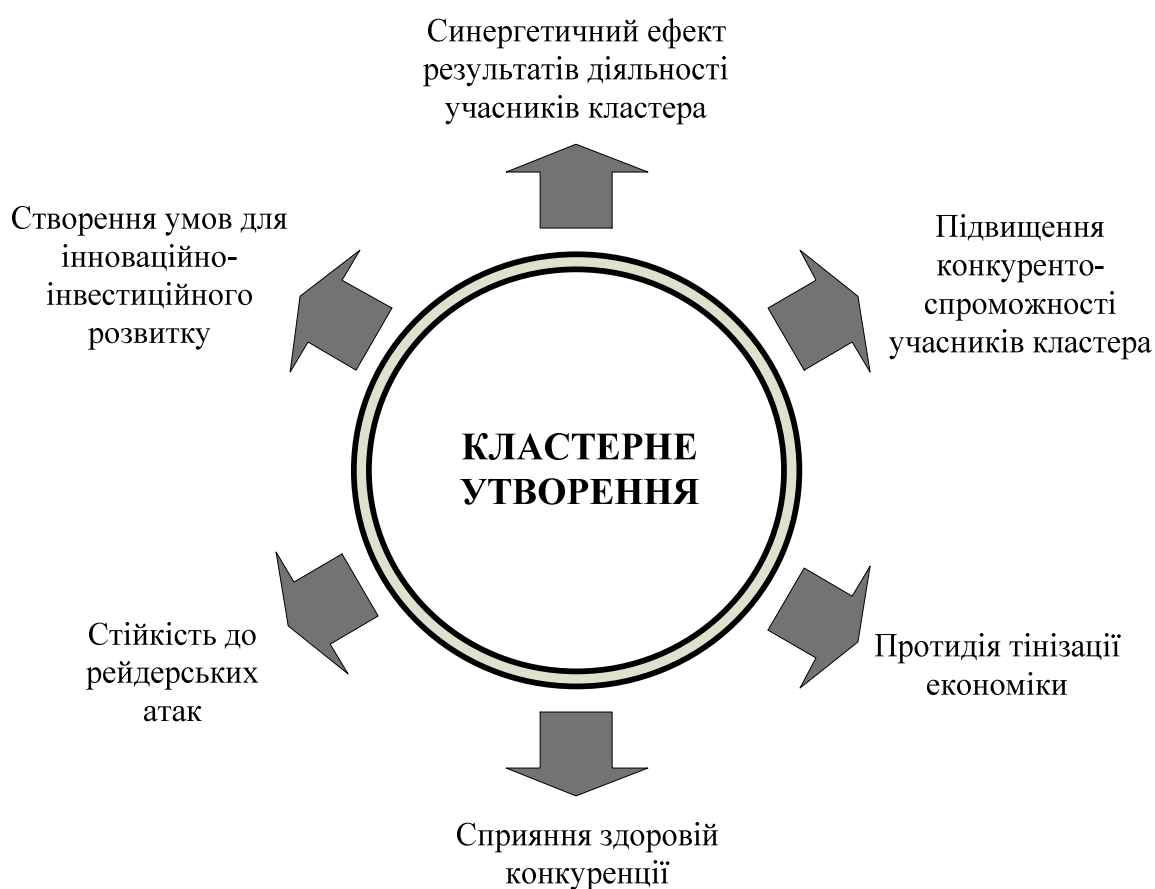 Синергетичний ефект
результатів діяльності
учасників кластера
Створення умов для
інноваційно-
інвестиційного
розвитку
Підвищення
конкуренто-
спроможності
учасників кластера
КЛАСТЕРНЕ
УТВОРЕННЯ
Стійкість до
рейдерських
атак
Протидія тінізації
економіки
Сприяння здоровій
конкуренції